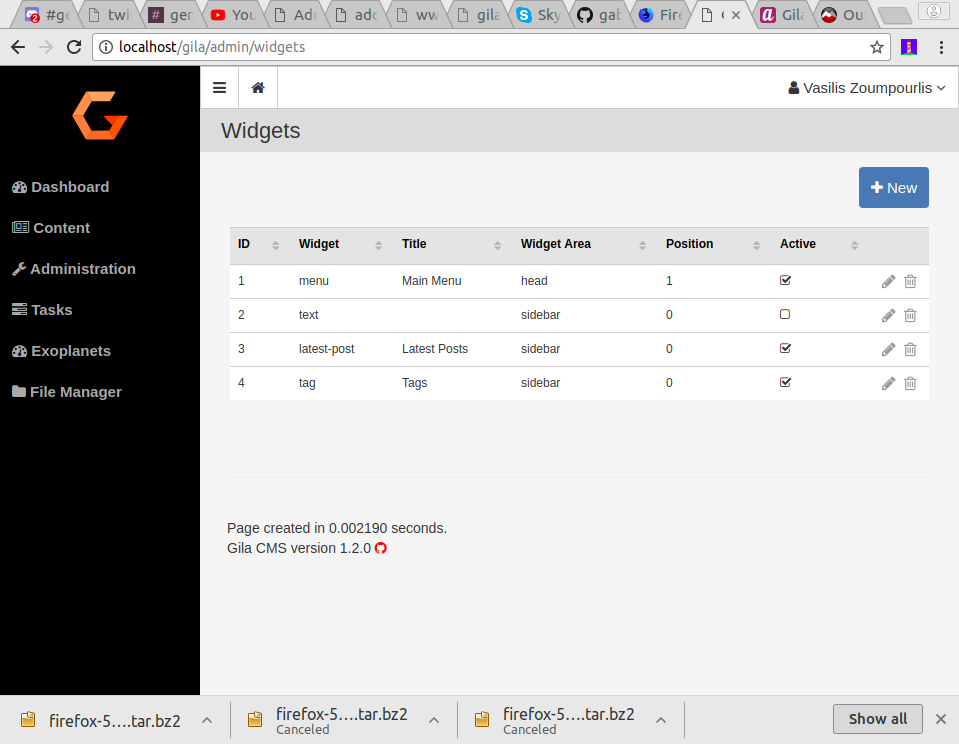 #ge twi # ger You Adr adc ww gila Sky gab Fire Gila Ou
localhost/gila/admin/widgets
Vasilis Zoumpourlis
Widgets
Dashboard
Content
Administration
Tasks
Exoplanets
File Manager
New
ID Widget Title Widget Area Position Active
1 menu Main Menu head 1
2 text sidebar 0
3 latest-post Latest Posts sidebar 0
4 tag Tags sidebar 0
Page created in 0.002190 seconds.
Gila CMS version 1.2.0
firefox-5....tar.bz2
firefox-5....tar.bz2
Canceled
firefox-5....tar.bz2
Canceled
Show all